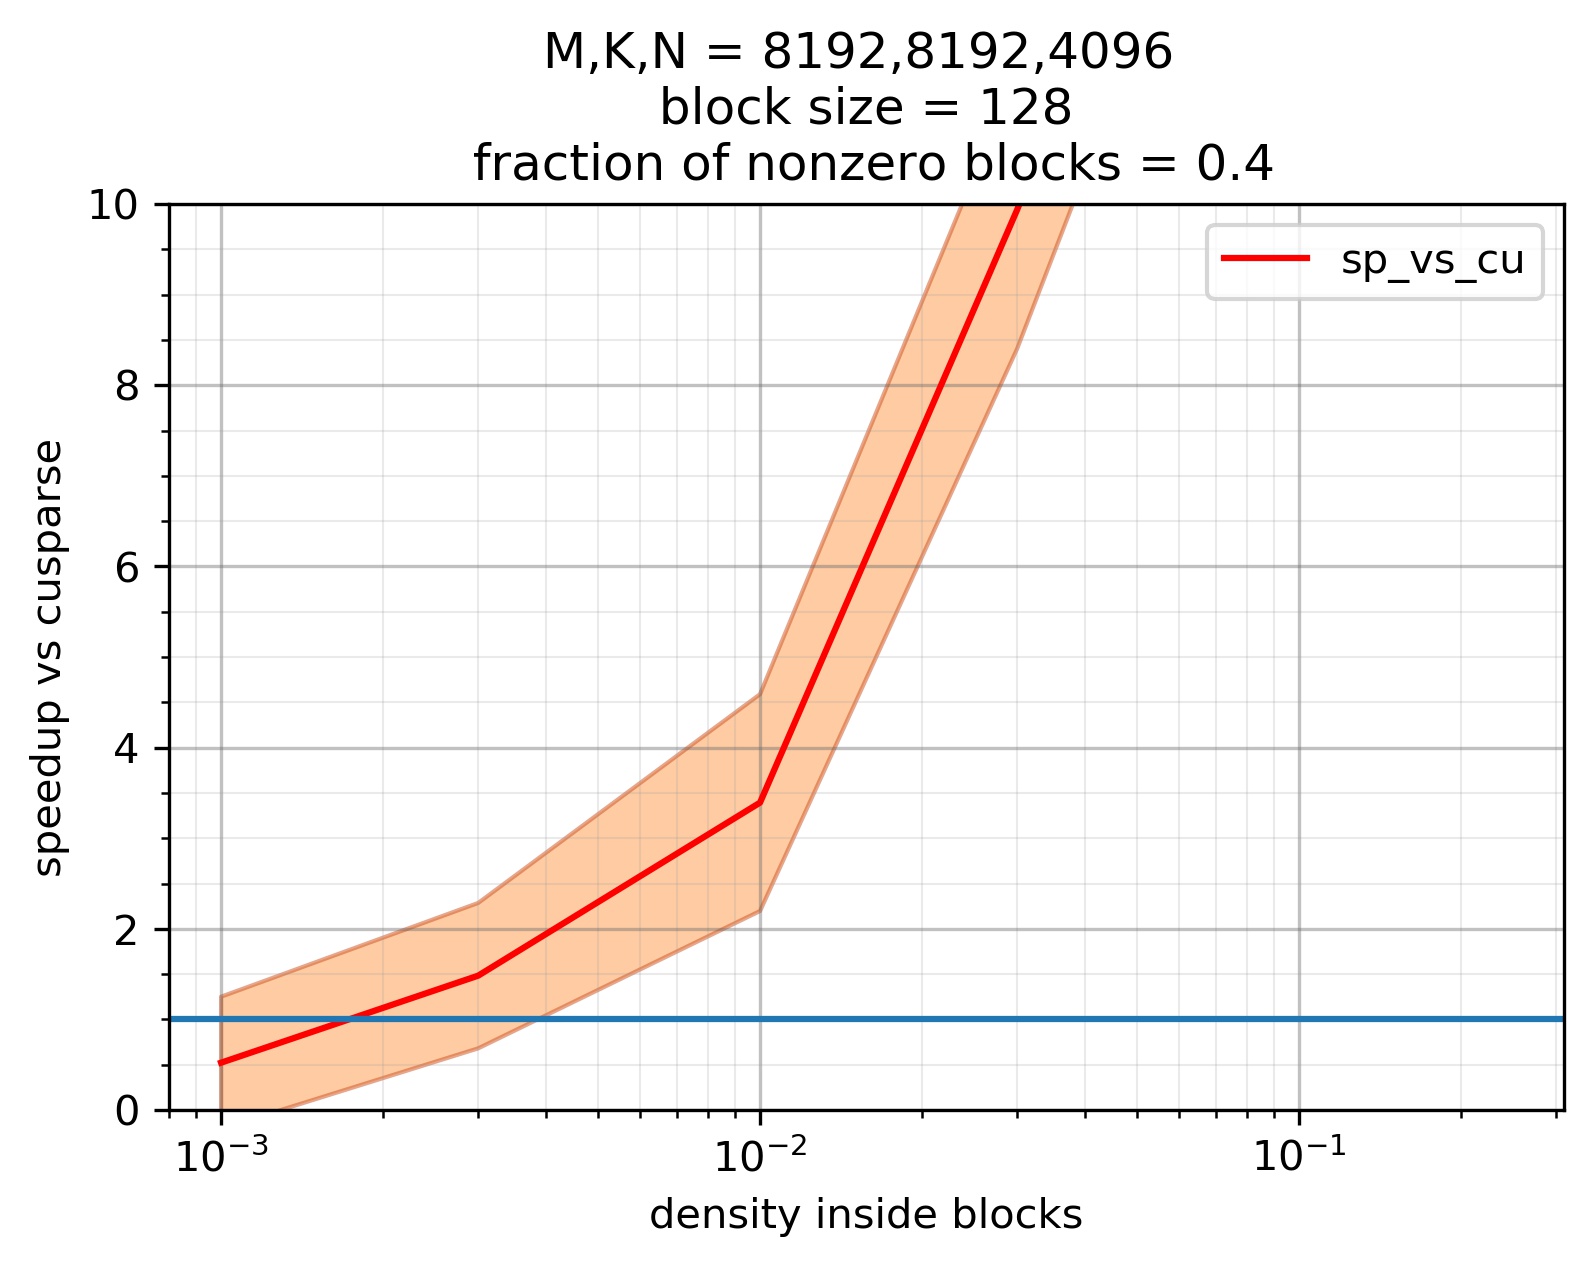 M,K,N = 8192,8192,4096
block size = 128
fraction of nonzero blocks = 0.4
10
8
6
4
2
0
speedup vs cusparse
sp_vs_cu
10⁻³
10⁻²
10⁻¹
density inside blocks